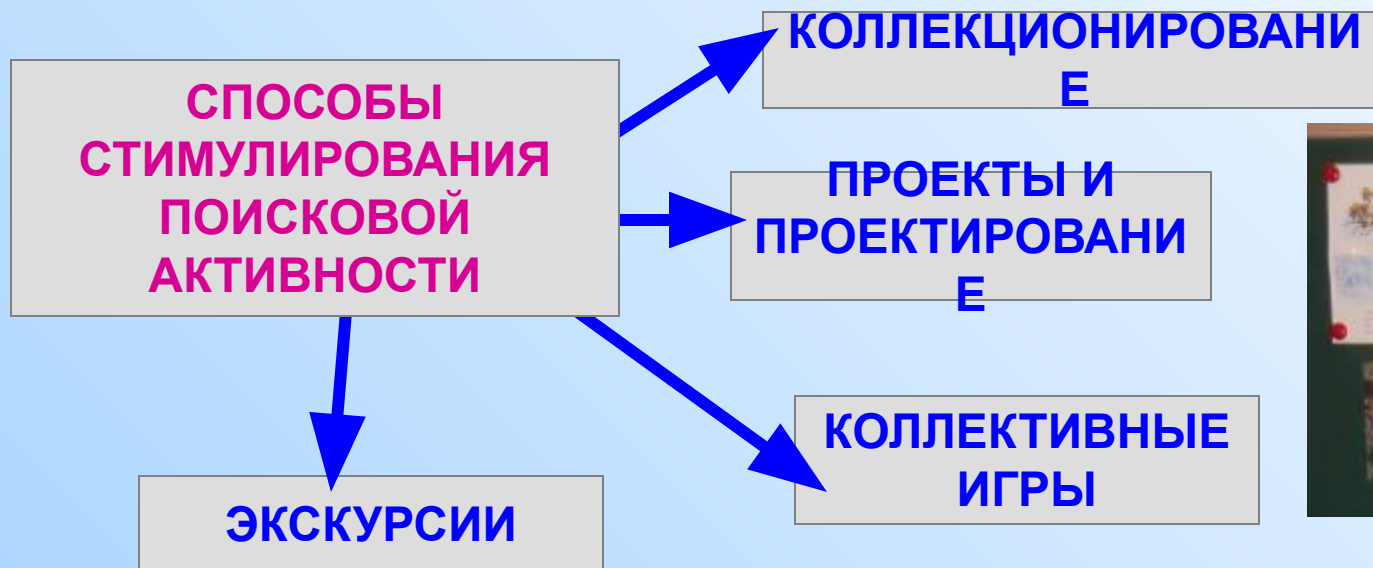 СПОСОБЫ
СТИМУЛИРОВАНИЯ
ПОИСКОВОЙ
АКТИВНОСТИ
КОЛЛЕКЦИОНИРОВАНИ
Е
ПРОЕКТЫ И
ПРОЕКТИРОВАНИ
Е
КОЛЛЕКТИВНЫЕ
ИГРЫ
ЭКСКУРСИИ